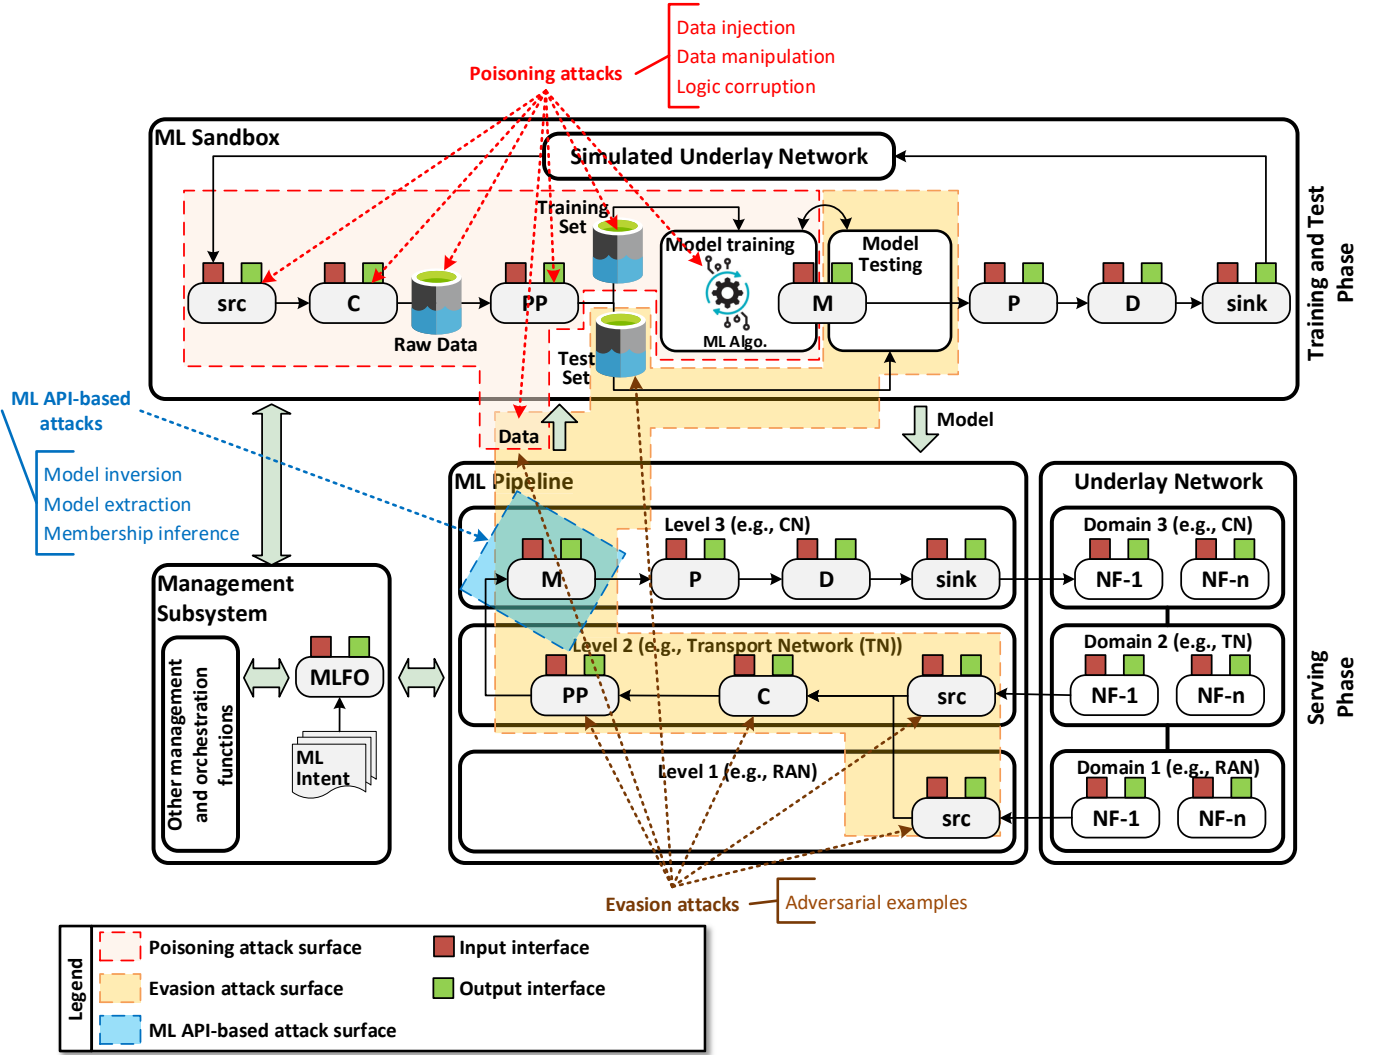 Data injection
Data manipulation
Logic corruption
Poisoning attacks
ML Sandbox
Simulated Underlay Network
Training
Set
Model training
Model
Testing
src
C
Raw Data
PP
ML Algo.
M
P
D
sink
Test
Set
Training and Test
Phase
ML API-based
attacks
Model inversion
Model extraction
Membership inference
Data
Model
ML Pipeline
Level 3 (e.g., CN)
M
P
D
sink
Level 2 (e.g., Transport Network (TN))
PP
C
src
Level 1 (e.g., RAN)
src
Underlay Network
Domain 3 (e.g., CN)
NF-1
NF-n
Domain 2 (e.g., TN)
NF-1
NF-n
Domain 1 (e.g., RAN)
NF-1
NF-n
Serving
Phase
Management
Subsystem
Other management
and orchestration
functions
MLFO
ML
Intent
Evasion attacks
Adversarial examples
Legend
Poisoning attack surface
Input interface
Evasion attack surface
Output interface
ML API-based attack surface